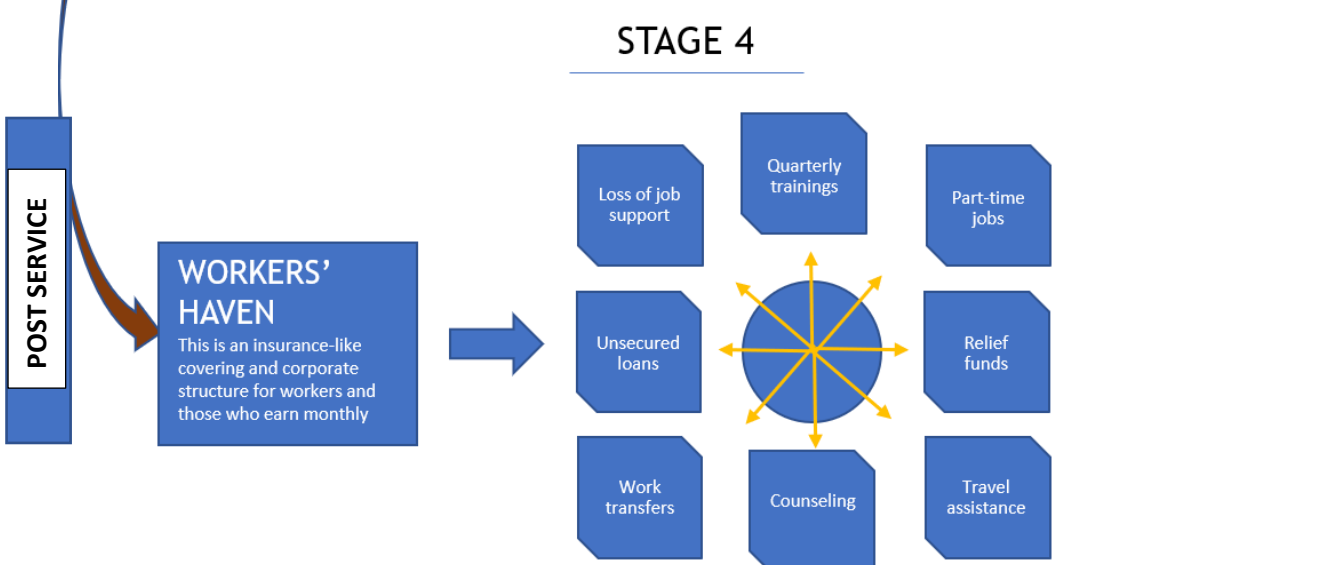 STAGE 4
POST SERVICE
WORKERS’
HAVEN
This is an insurance-like
covering and corporate
structure for workers and
those who earn monthly
Loss of job
support
Quarterly
trainings
Part-time
jobs
Unsecured
loans
Relief
funds
Work
transfers
Counseling
Travel
assistance